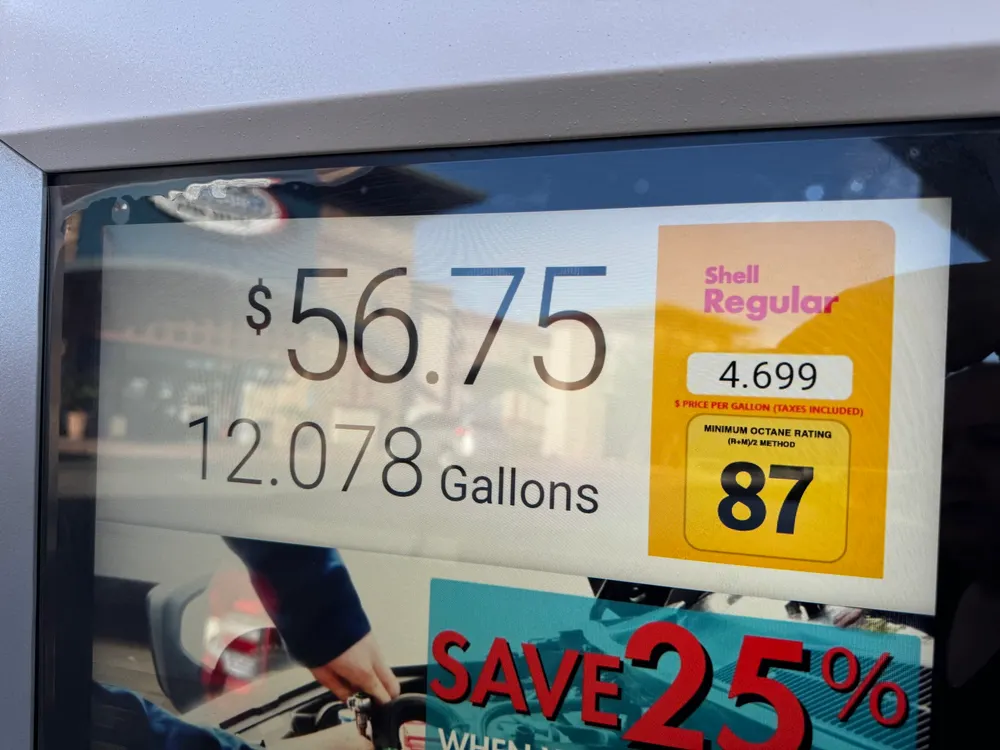 $56.75
12.078 Gallons
Shell
Regular
4.699
$ PRICE PER GALLON (TAXES INCLUDED)
MINIMUM OCTANE RATING
(R+M)/2 METHOD
87
SAVE 25%